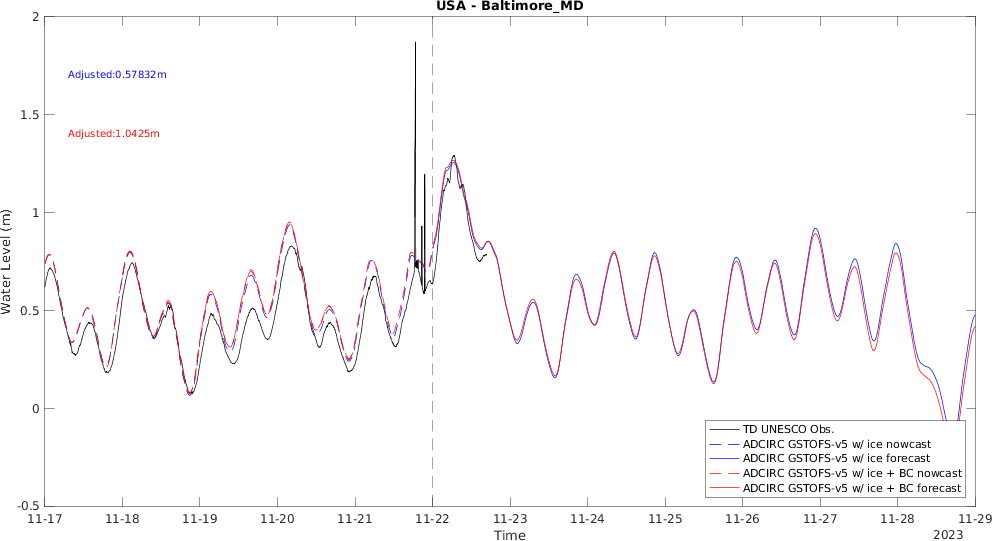 USA - Baltimore_MD
2
1.5
1
0.5
0
-0.5
Water Level (m)
Adjusted:0.57832m
Adjusted:1.0425m
TD UNESCO Obs.
ADCIRC GSTOFS-v5 w/ ice nowcast
ADCIRC GSTOFS-v5 w/ ice forecast
ADCIRC GSTOFS-v5 w/ ice + BC nowcast
ADCIRC GSTOFS-v5 w/ ice + BC forecast
11-17 11-18 11-19 11-20 11-21 11-22 11-23 11-24 11-25 11-26 11-27 11-28 11-29
Time
2023